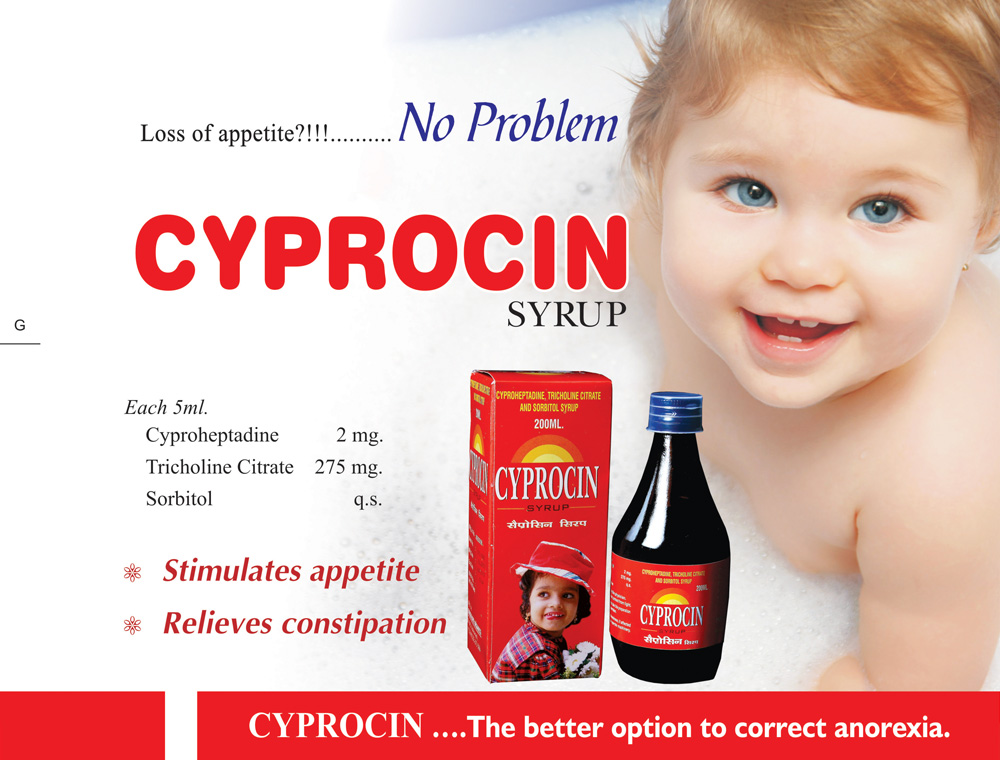 Loss of appetite?!!!.......... No Problem
CYPROCIN
SYRUP
G
Each 5ml.
Cyproheptadine 2 mg.
Tricholine Citrate 275 mg.
Sorbitol q.s.
Stimulates appetite
Relieves constipation
CYPROHEPTADINE, TRICHOLINE CITRATE
AND SORBITOL SYRUP
200ML.
CYPROCIN
SYRUP
सैप्रोसिन सिरप
CYPROCIN
CYPROHEPTADINE, TRICHOLINE CITRATE
AND SORBITOL SYRUP
200ML.
CYPROCIN
SYRUP
सैप्रोसिन सिरप
CYPROCIN ....The better option to correct anorexia.